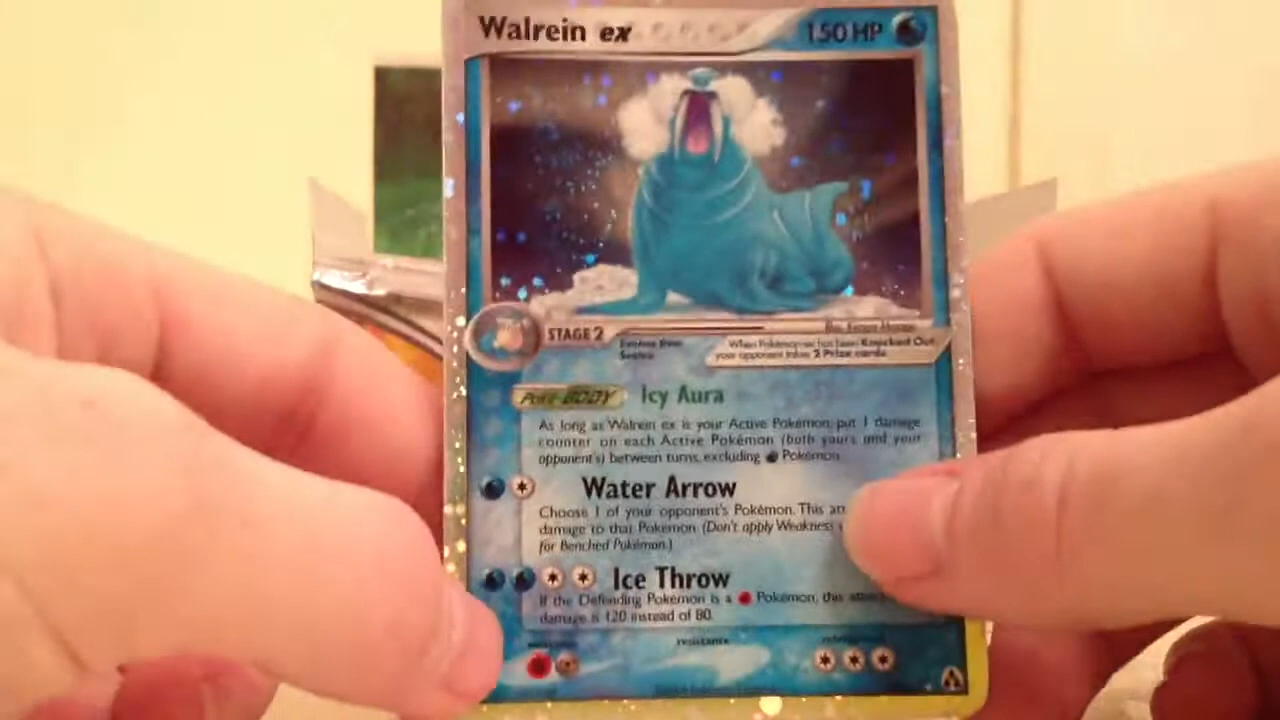 Walrein ex 150 HP
STAGE 2
Evolves from
Sealeo
When Pokémon-ex has been Knocked Out,
your opponent takes 2 Prize cards.
Poké-BODY Icy Aura
As long as Walrein ex is your Active Pokémon, put 1 damage
counter on each Active Pokémon (both yours and your
opponent's) between turns, excluding Pokémon.
Water Arrow
Choose 1 of your opponent's Pokémon. This
damage to that Pokémon. (Don't apply Weakness
for Benched Pokémon.)
Ice Throw
If the Defending Pokémon is a Pokémon, this attack
damage is 120 instead of 80.
weakness resistance